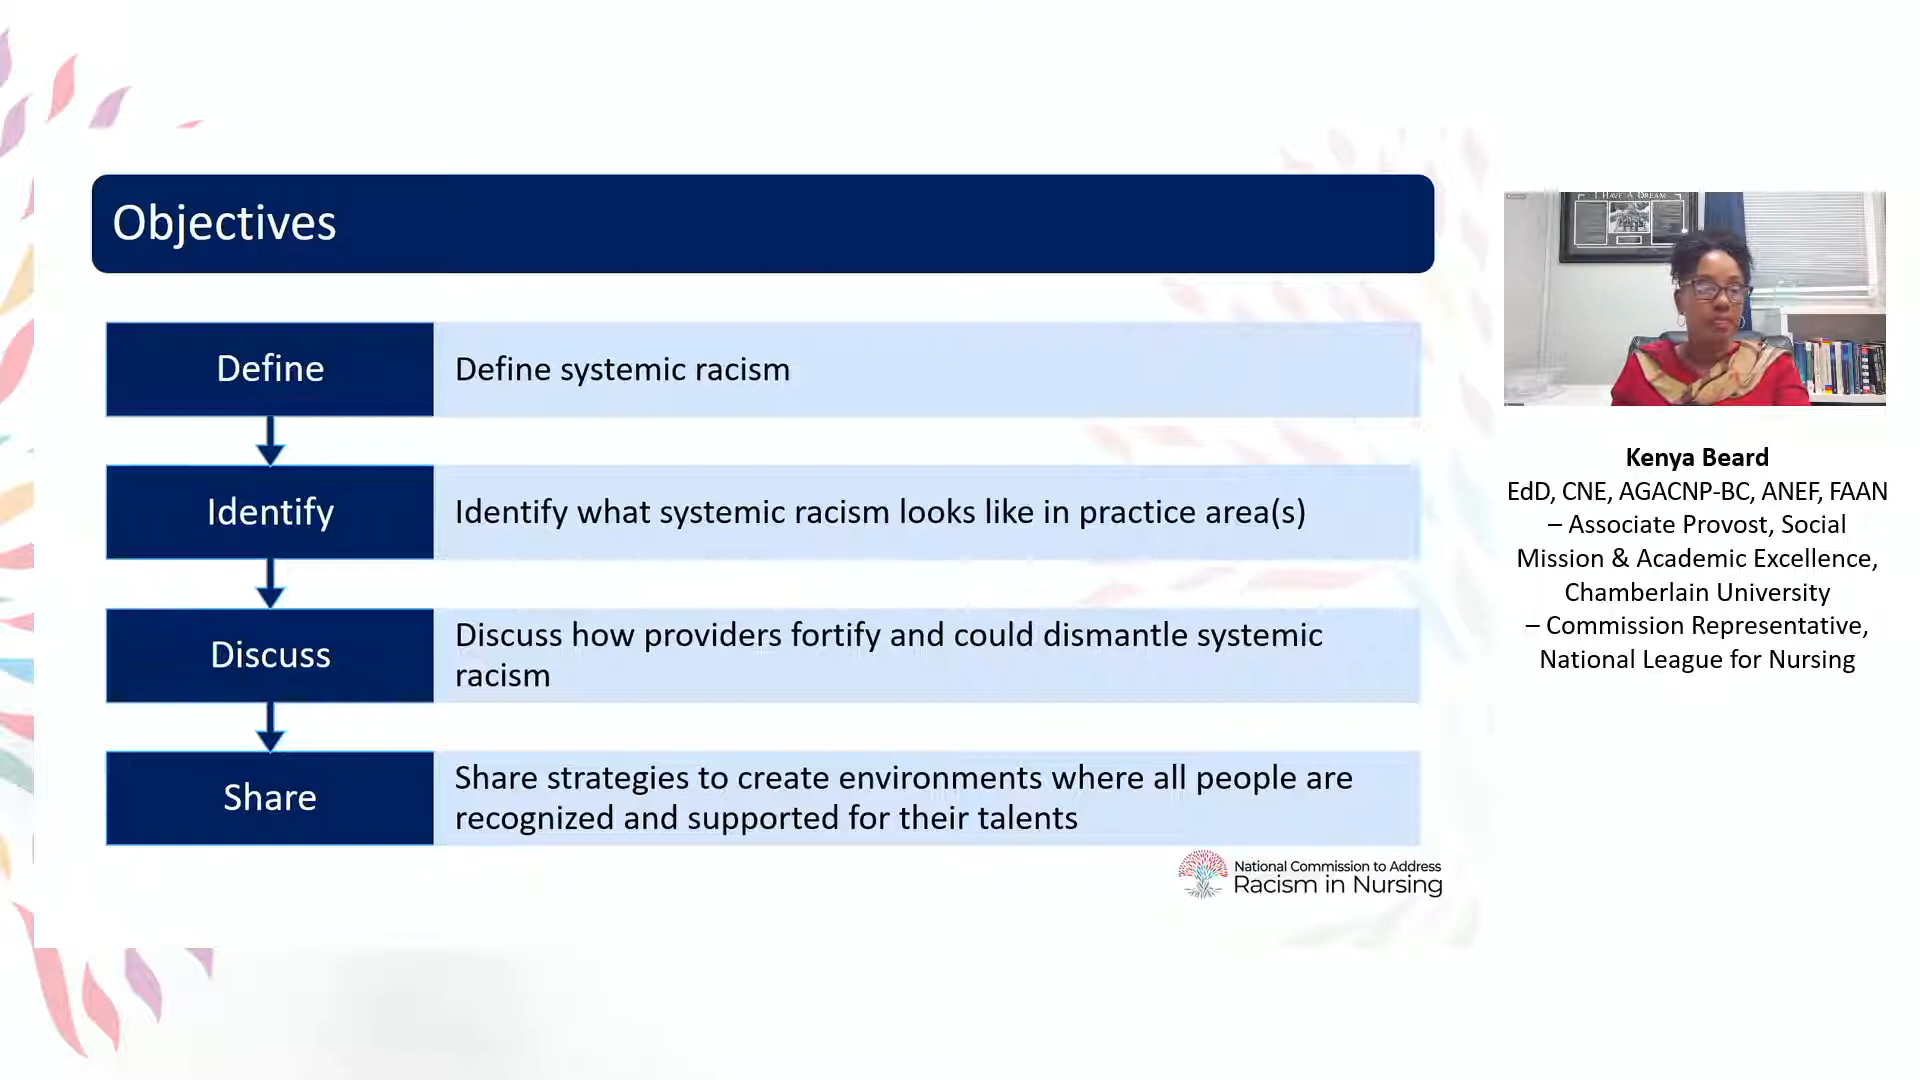 Objectives
Define
Define systemic racism
Identify
Identify what systemic racism looks like in practice area(s)
Discuss
Discuss how providers fortify and could dismantle systemic
racism
Share
Share strategies to create environments where all people are
recognized and supported for their talents
National Commission to Address
Racism in Nursing
I HAVE A DREAM
Kenya Beard
EdD, CNE, AGACNP-BC, ANEF, FAAN
– Associate Provost, Social
Mission & Academic Excellence,
Chamberlain University
– Commission Representative,
National League for Nursing